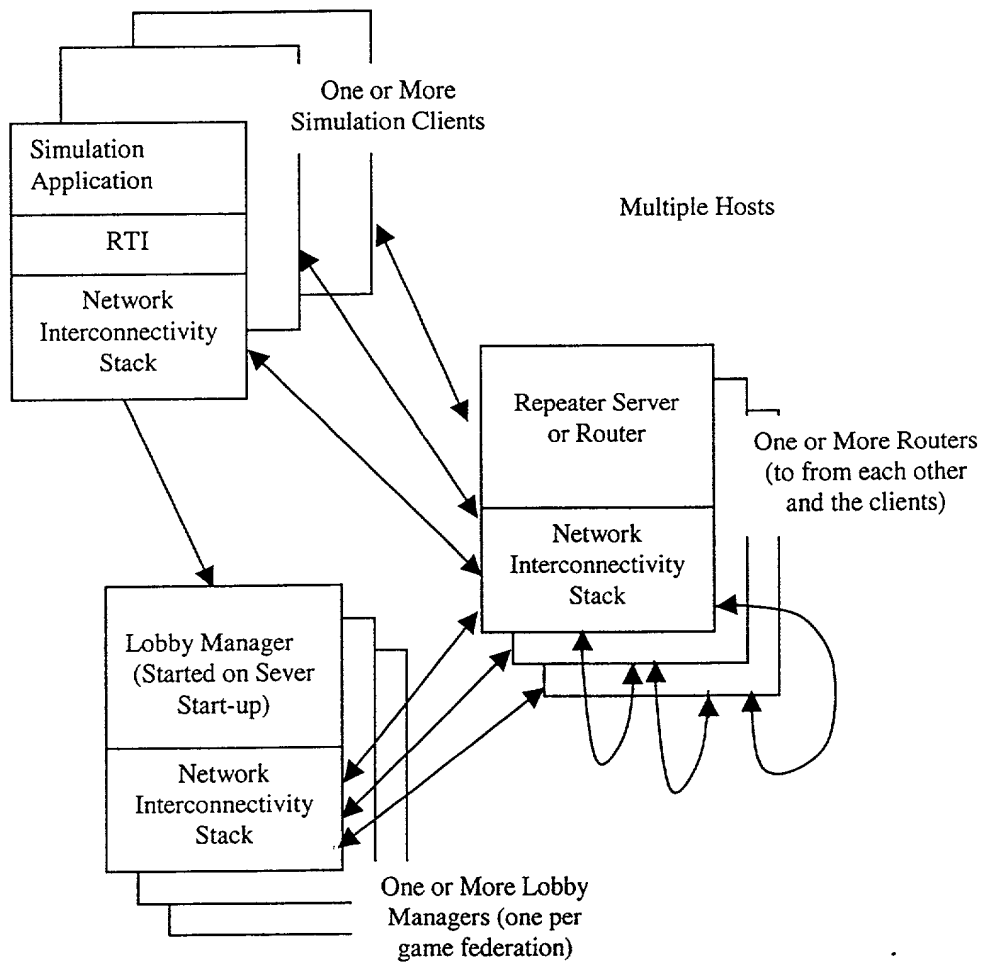 One or More
Simulation Clients
Simulation
Application
RTI
Network
Interconnectivity
Stack
Multiple Hosts
Repeater Server
or Router
Network
Interconnectivity
Stack
One or More Routers
(to from each other
and the clients)
Lobby Manager
(Started on Sever
Start-up)
Network
Interconnectivity
Stack
One or More Lobby
Managers (one per
game federation)